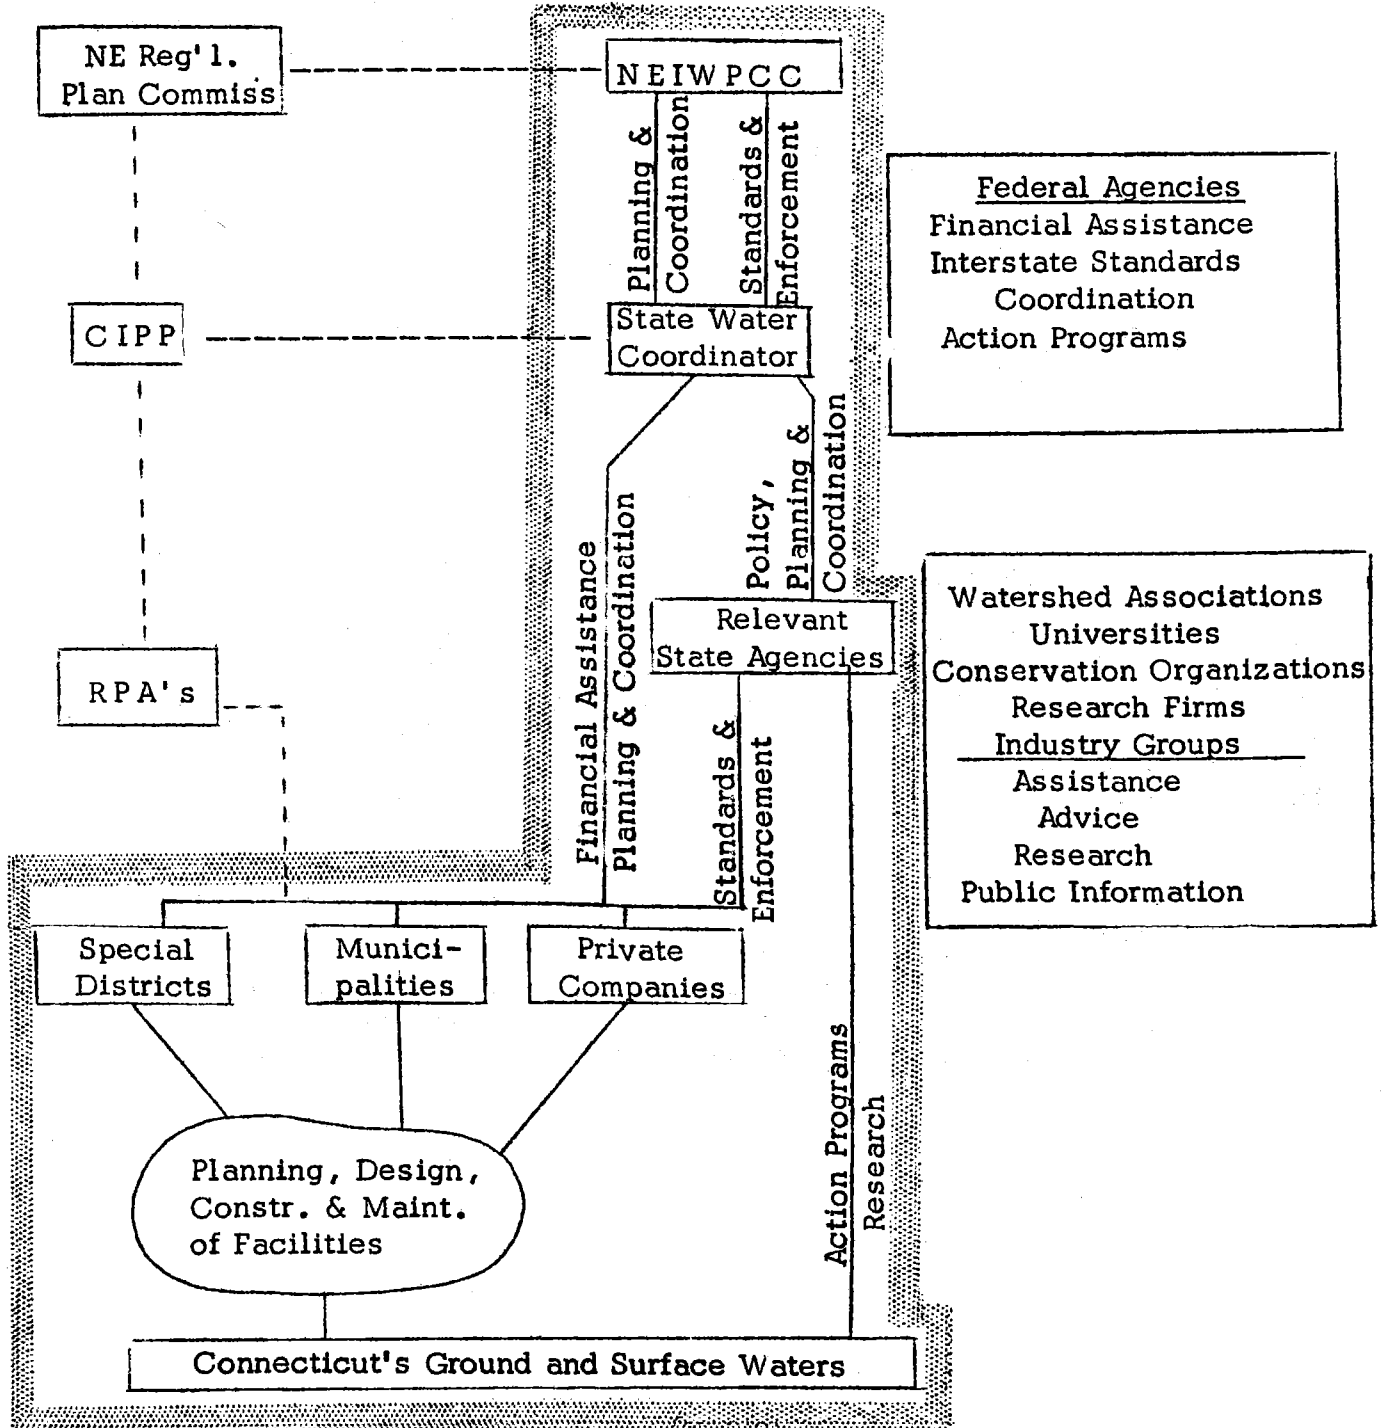 NE Reg'l.
Plan Commis's
NEIWPCC
Planning &
Coordination
Standards &
Enforcement
Federal Agencies
Financial Assistance
Interstate Standards
Coordination
Action Programs
CIPP
State Water
Coordinator
Financial Assistance
Planning & Coordination
Policy,
Planning &
Coordination
Relevant
State Agencies
Watershed Associations
Universities
Conservation Organizations
Research Firms
Industry Groups
Assistance
Advice
Research
Public Information
RPA's
Standards &
Enforcement
Special
Districts
Munici-
palities
Private
Companies
Action Programs
Research
Planning, Design,
Constr. & Maint.
of Facilities
Connecticut's Ground and Surface Waters